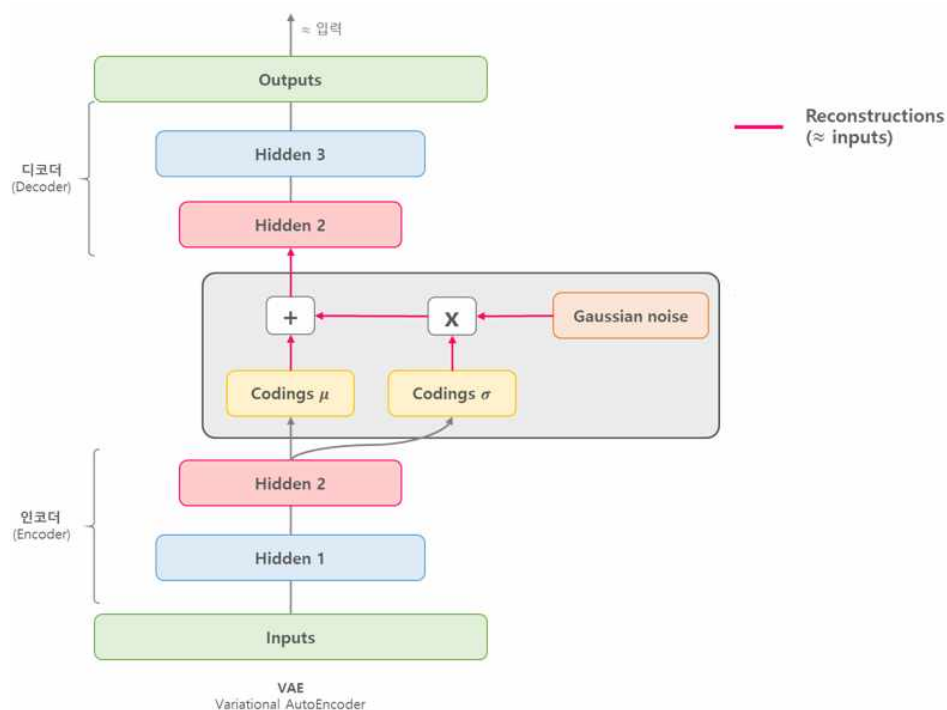 ≈ 입력
Outputs
Reconstructions
(≈ inputs)
Hidden 3
디코더
(Decoder)
Hidden 2
+
x
Gaussian noise
Codings μ
Codings σ
Hidden 2
인코더
(Encoder)
Hidden 1
Inputs
VAE
Variational AutoEncoder